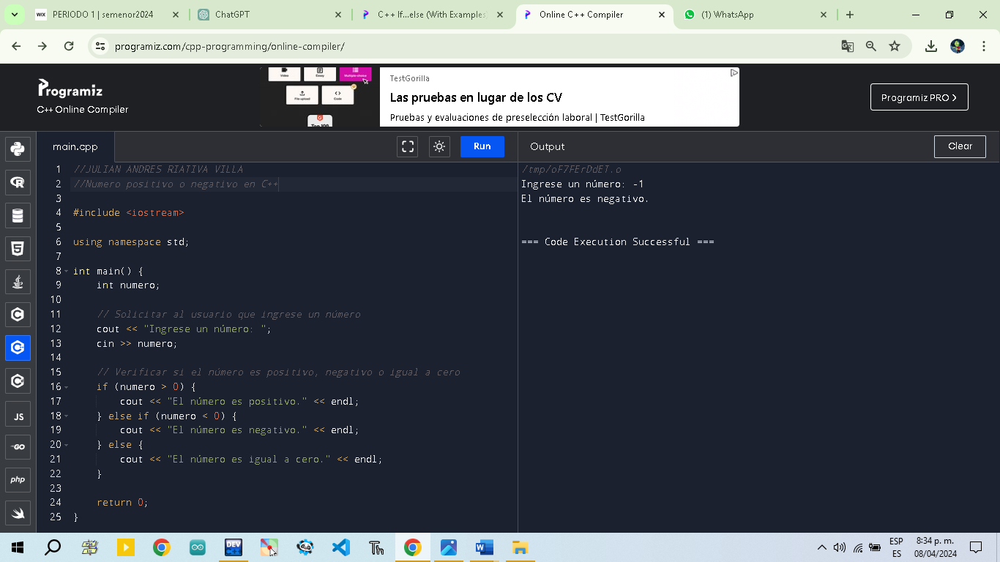 WIX PERIODO 1 | semenor2024
ChatGPT
C++ If...else (With Examples)
Online C++ Compiler
(1) WhatsApp
programiz.com/cpp-programming/online-compiler/
Programiz
C++ Online Compiler
Video
Essay
Multiple-choice
File upload
Code
Top 100
TestGorilla
Las pruebas en lugar de los CV
Pruebas y evaluaciones de preselección laboral | TestGorilla
Programiz PRO >
main.cpp
Run
Output
Clear
1 //JULIAN ANDRES RIATIVA VILLA
2 //Numero positivo o negativo en C++
3
4 #include <iostream>
5
6 using namespace std;
7
8 int main() {
9     int numero;
10
11     // Solicitar al usuario que ingrese un número
12     cout << "Ingrese un número: ";
13     cin >> numero;
14
15     // Verificar si el número es positivo, negativo o igual a cero
16     if (numero > 0) {
17         cout << "El número es positivo." << endl;
18     } else if (numero < 0) {
19         cout << "El número es negativo." << endl;
20     } else {
21         cout << "El número es igual a cero." << endl;
22     }
23
24     return 0;
25 }
/tmp/oF7FErDdET.o
Ingrese un número: -1
El número es negativo.
=== Code Execution Successful ===
JS
GO
php
DEV
Th
W
ESP
ES
8:34 p. m.
08/04/2024